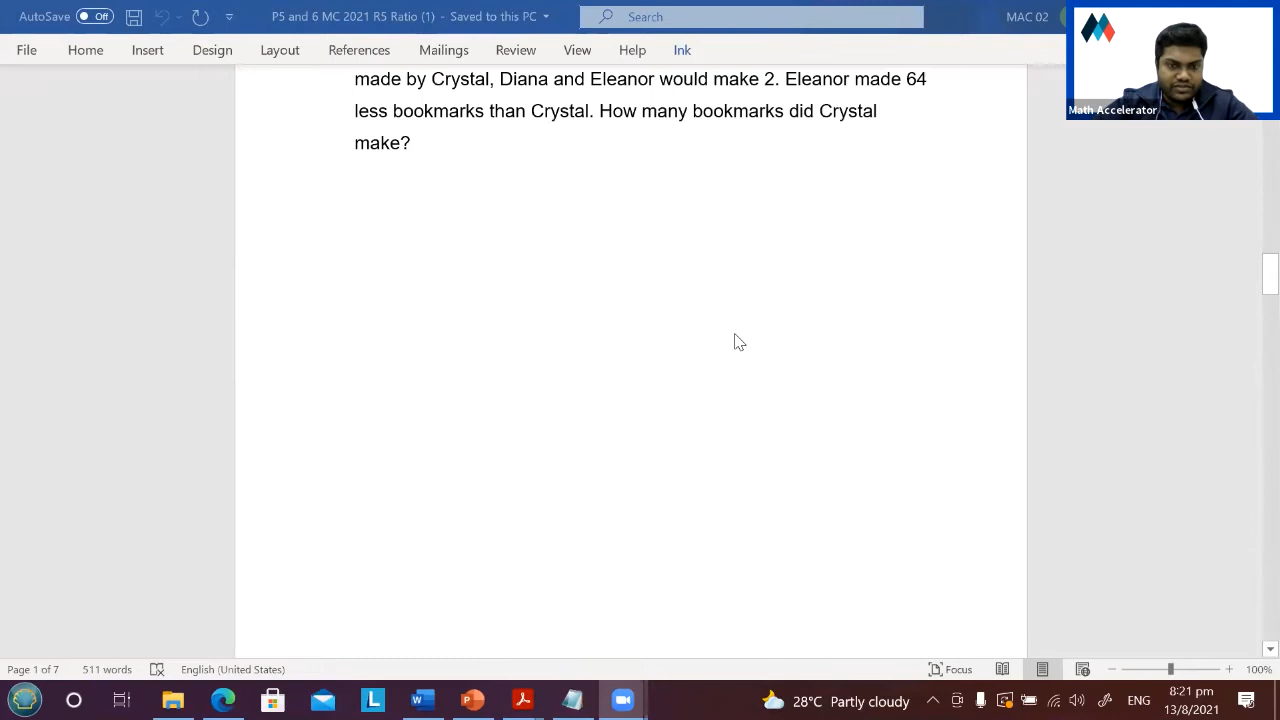 AutoSave Off P5 and 6 MC 2021 R5 Ratio (1) - Saved to this PC Search MAC 02
File Home Insert Design Layout References Mailings Review View Help Ink
Math Accelerator
made by Crystal, Diana and Eleanor would make 2. Eleanor made 64
less bookmarks than Crystal. How many bookmarks did Crystal
make?
Page 1 of 7 511 words English (United States) Focus 100%
28°C Partly cloudy ENG 8:21 pm
13/8/2021